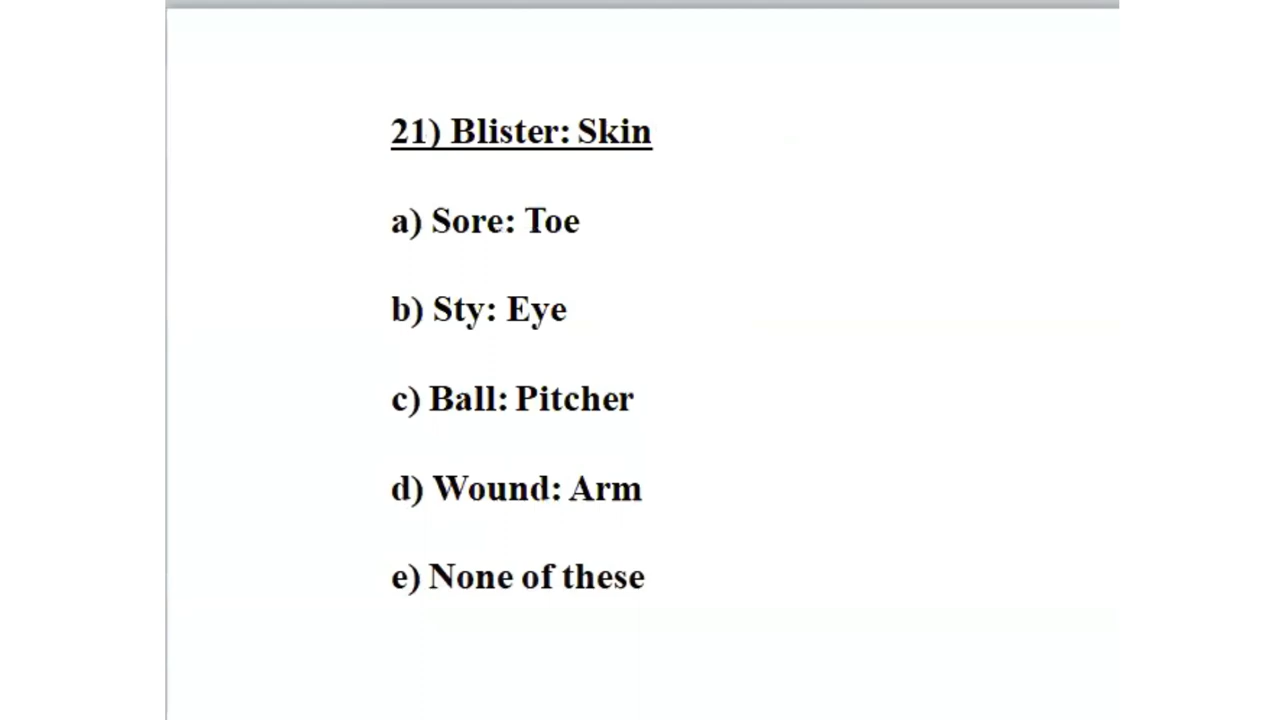 21) Blister: Skin
a) Sore: Toe
b) Sty: Eye
c) Ball: Pitcher
d) Wound: Arm
e) None of these